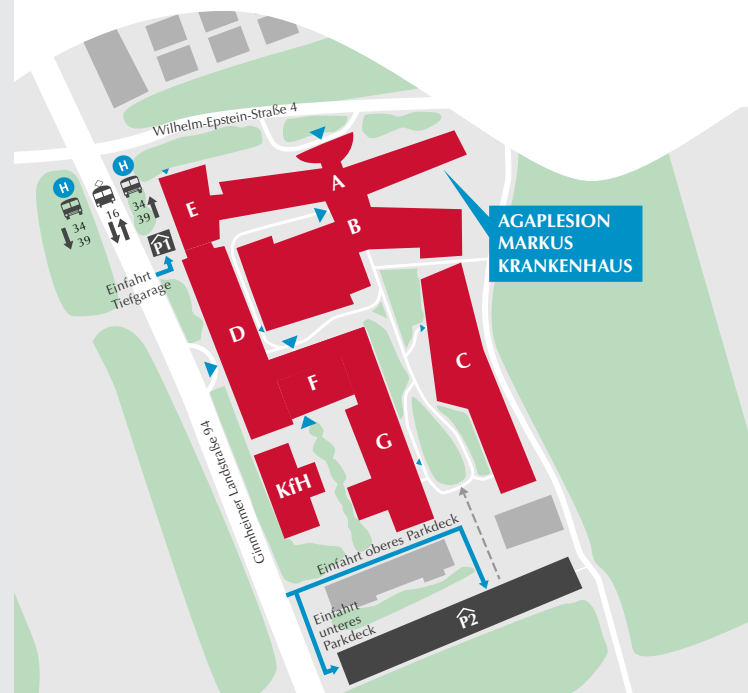 Wilhelm-Epstein-Straße 4
H
H
34
39
16
34
39
P1
Einfahrt
Tiefgarage
E
A
B
AGAPLESION
MARKUS
KRANKENHAUS
D
C
F
G
KfH
Ginnheimer Landstraße 94
Einfahrt oberes Parkdeck
Einfahrt
unteres
Parkdeck
P2